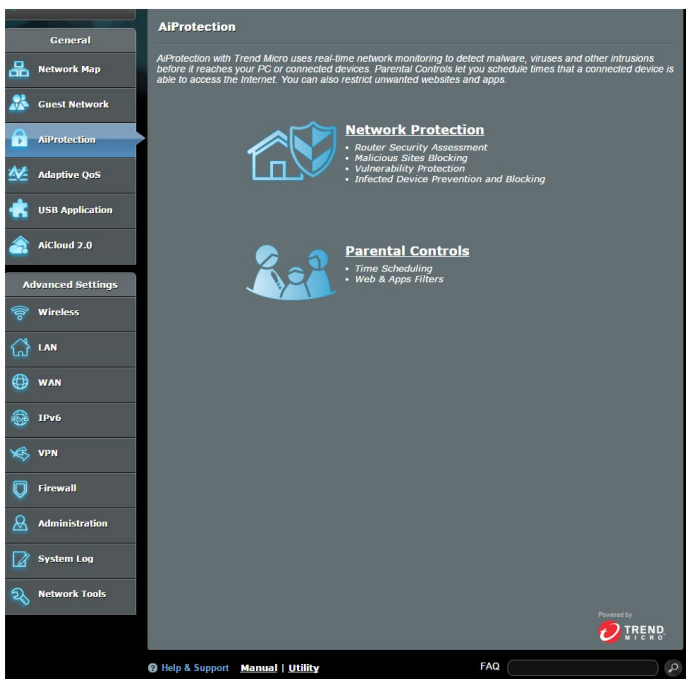 General
Network Map
Guest Network
AiProtection
Adaptive QoS
USB Application
AiCloud 2.0
Advanced Settings
Wireless
LAN
WAN
IPv6
VPN
Firewall
Administration
System Log
Network Tools
AiProtection
AiProtection with Trend Micro uses real-time network monitoring to detect malware, viruses and other intrusions
before it reaches your PC or connected devices. Parental Controls let you schedule times that a connected device is
able to access the Internet. You can also restrict unwanted websites and apps.
Network Protection
• Router Security Assessment
• Malicious Sites Blocking
• Vulnerability Protection
• Infected Device Prevention and Blocking
Parental Controls
• Time Scheduling
• Web & Apps Filters
Powered by
TREND
MICRO
Help & Support Manual | Utility FAQ